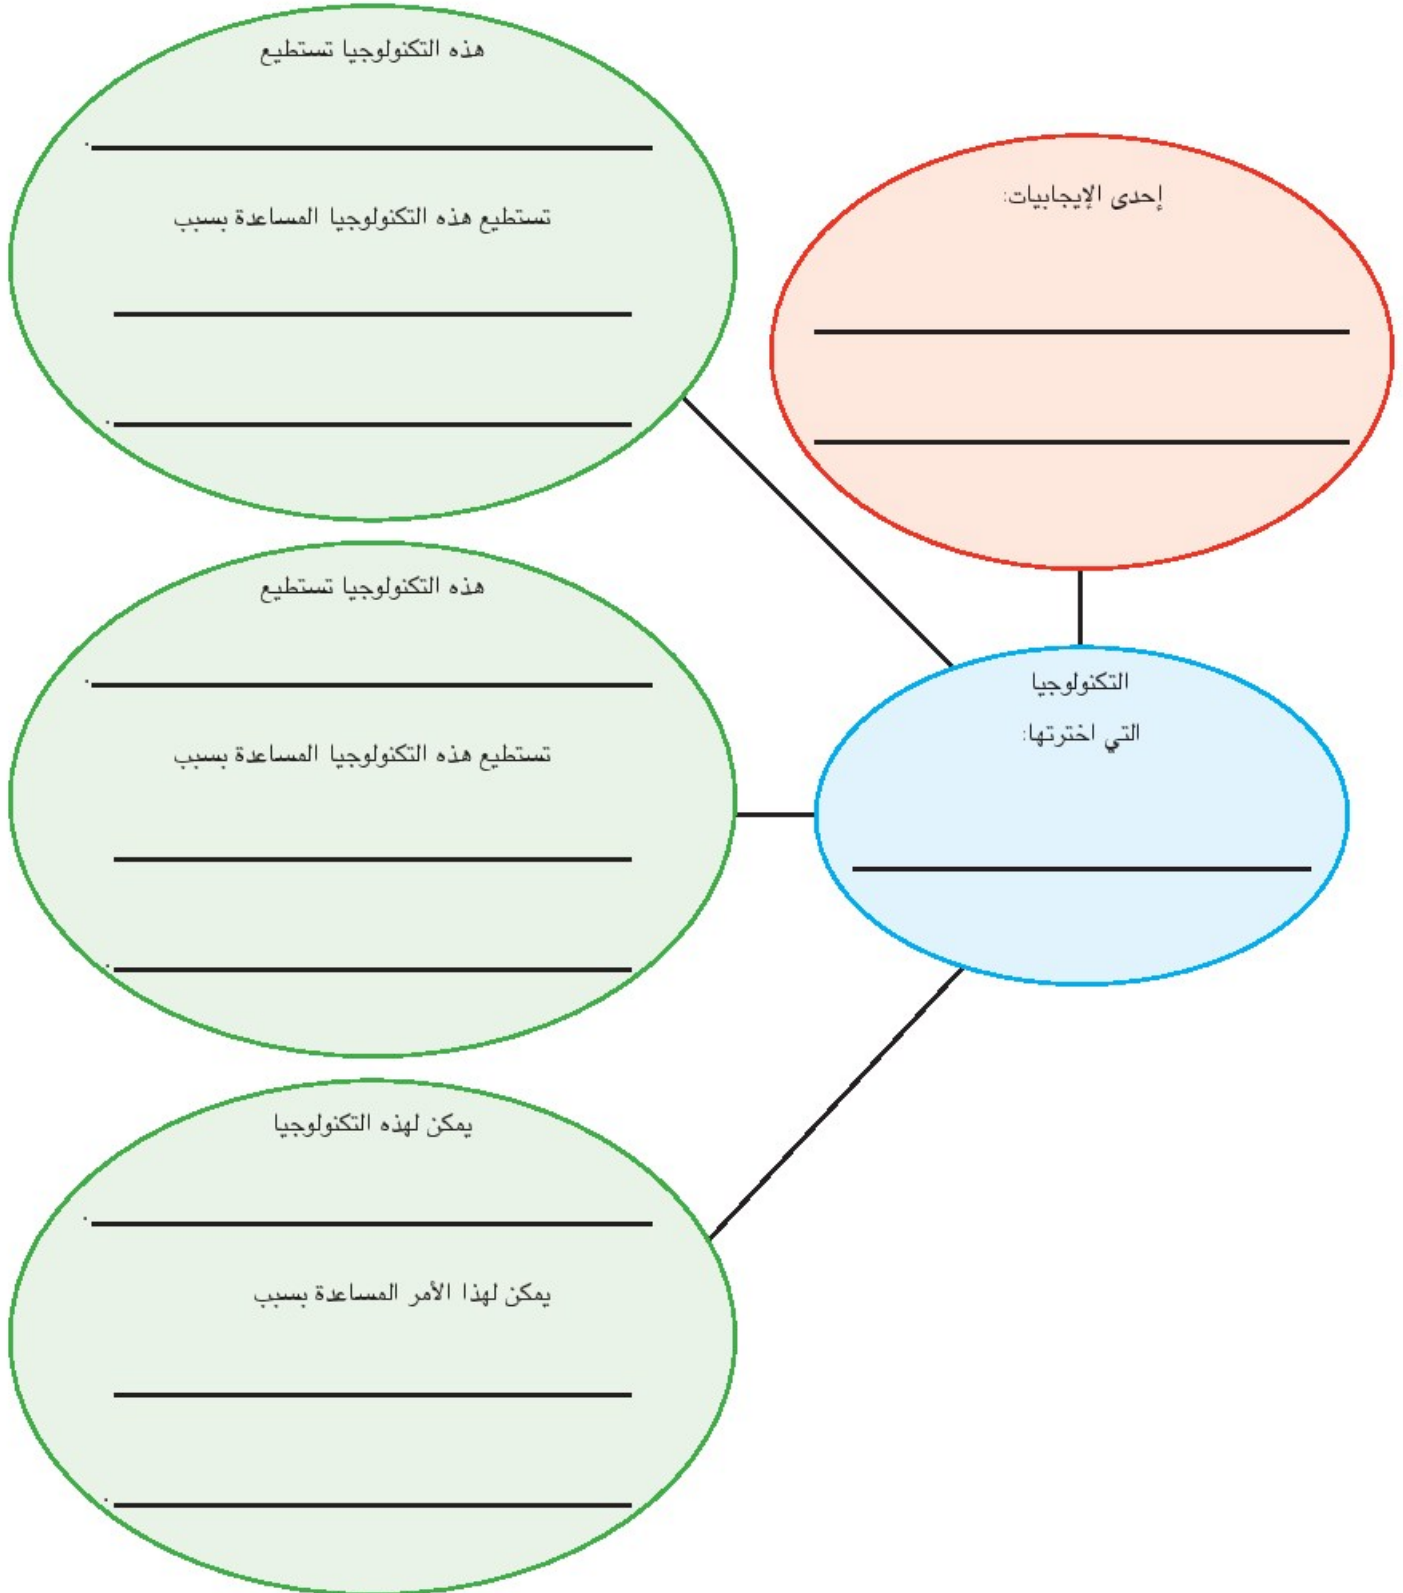 هذه التكنولوجيا تستطيع
.
تستطيع هذه التكنولوجيا المساعدة بسبب
.
إحدى الإيجابيات:
هذه التكنولوجيا تستطيع
.
تستطيع هذه التكنولوجيا المساعدة بسبب
.
التكنولوجيا
التي اخترتها:
يمكن لهذه التكنولوجيا
.
يمكن لهذا الأمر المساعدة بسبب
.